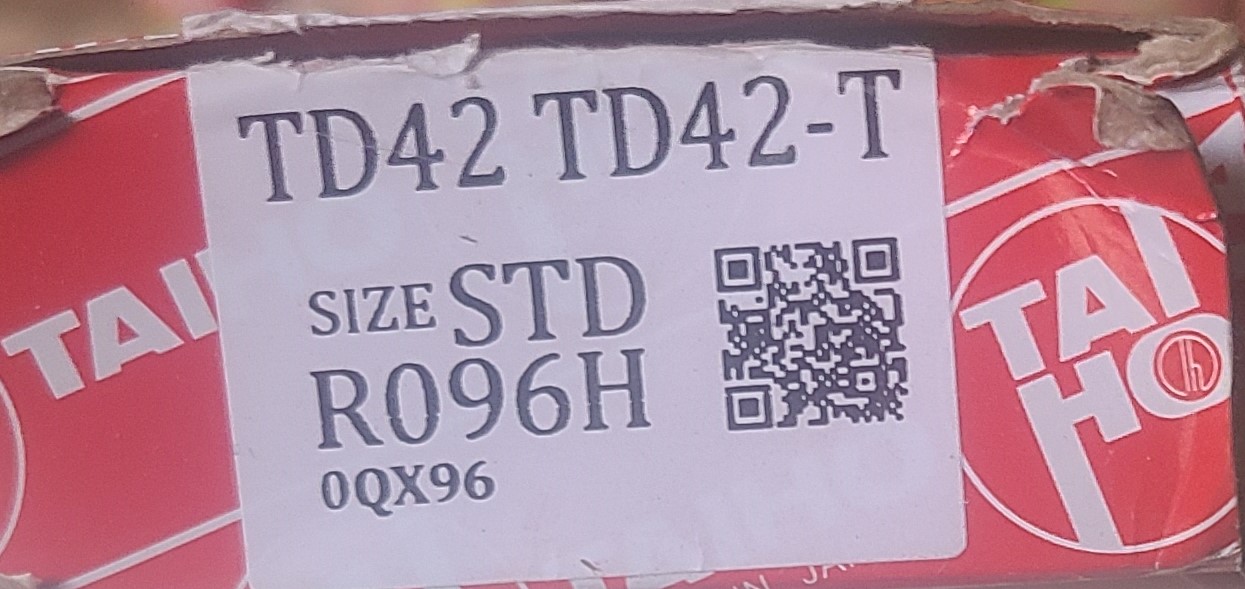 TD42 TD42-T
SIZE STD
R096H
0QX96
TAI
TAI
HO